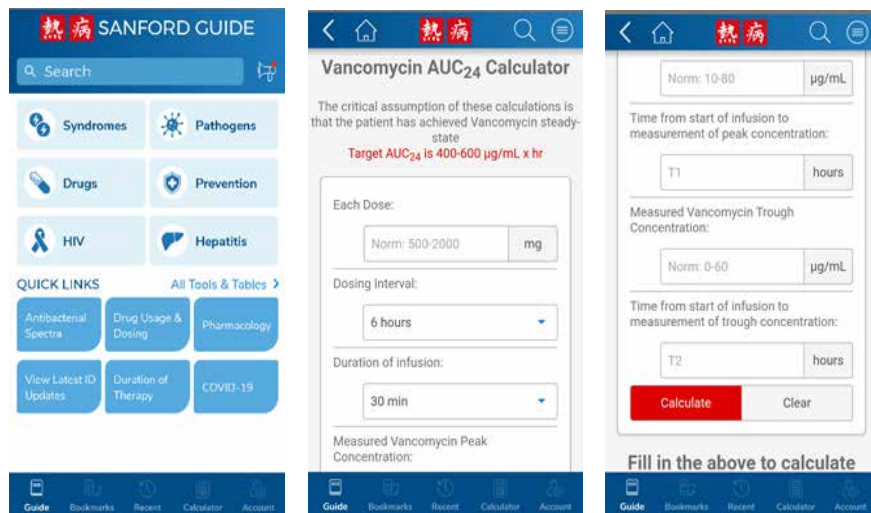 熱病 SANFORD GUIDE
Search
Syndromes
Pathogens
Drugs
Prevention
HIV
Hepatitis
QUICK LINKS
All Tools & Tables
Antibacterial
Spectra
Drug Usage &
Dosing
Pharmacology
View Latest ID
Updates
Duration of
Therapy
COVID-19
Guide
Bookmarks
Recent
Calculator
Account
熱病
Vancomycin AUC24 Calculator
The critical assumption of these calculations is
that the patient has achieved Vancomycin steady-
state
Target AUC24 is 400-600 µg/mL x hr
Each Dose:
Norm: 500-2000
mg
Dosing Interval:
6 hours
Duration of infusion:
30 min
Measured Vancomycin Peak
Concentration:
Guide
Bookmarks
Recent
Calculator
Account
熱病
Norm: 10-80
µg/mL
Time from start of infusion to
measurement of peak concentration:
T1
hours
Measured Vancomycin Trough
Concentration:
Norm: 0-60
µg/mL
Time from start of infusion to
measurement of trough concentration:
T2
hours
Calculate
Clear
Fill in the above to calculate
Guide
Bookmarks
Recent
Calculator
Account